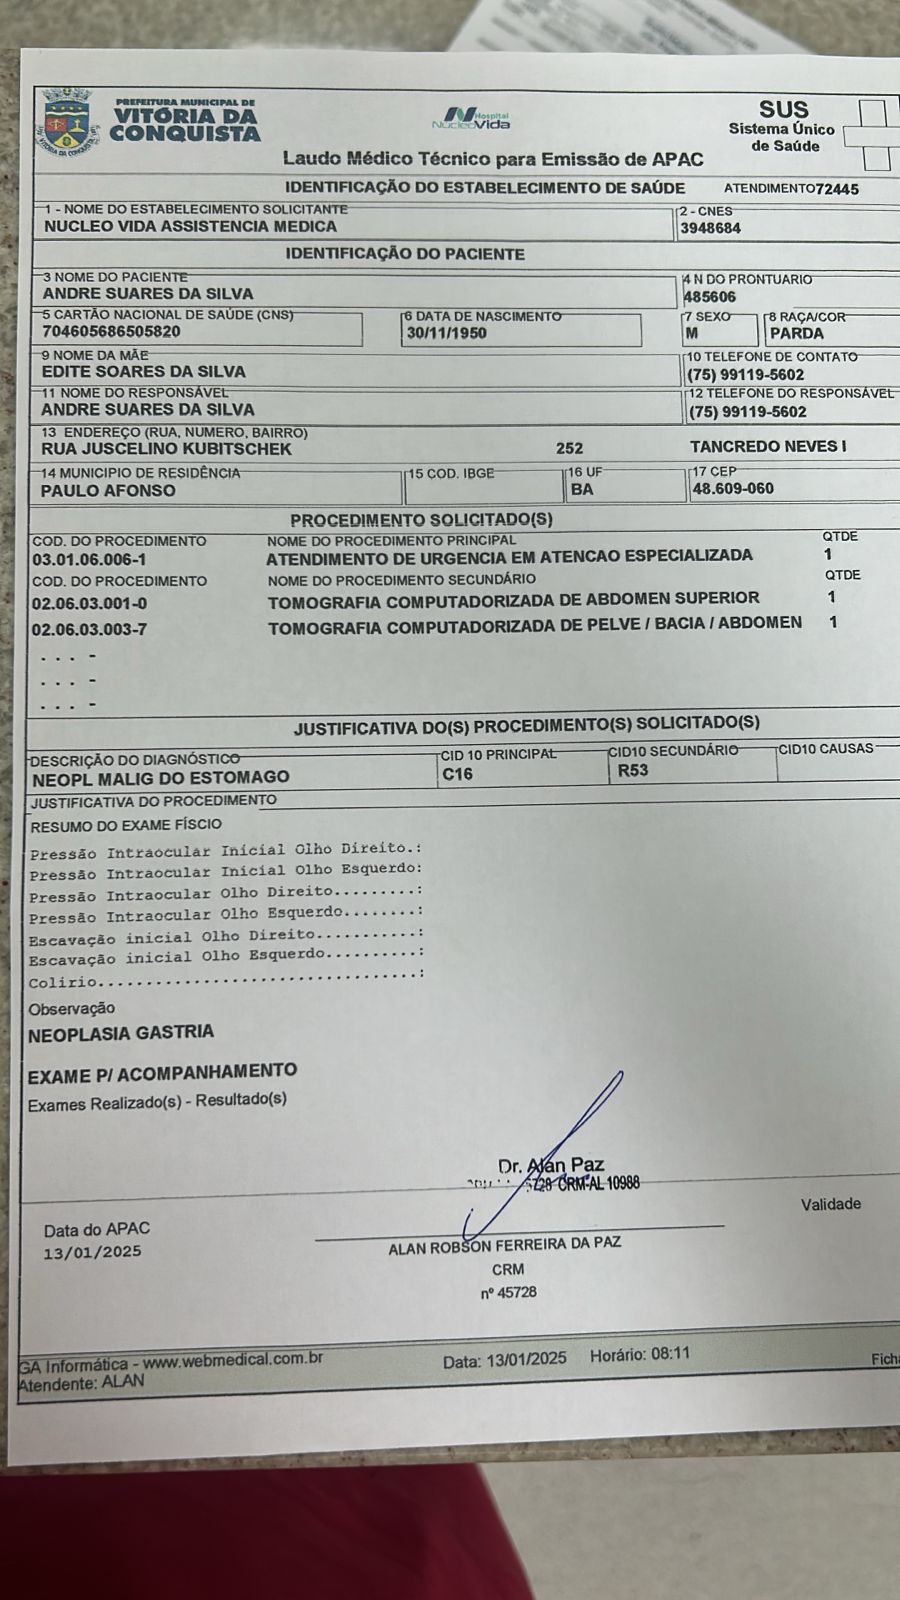 PREFEITURA MUNICIPAL DE
VITÓRIA DA
CONQUISTA
Hospital
NúcleoVida
SUS
Sistema Único
de Saúde
Laudo Médico Técnico para Emissão de APAC
IDENTIFICAÇÃO DO ESTABELECIMENTO DE SAÚDE ATENDIMENTO72445
1 - NOME DO ESTABELECIMENTO SOLICITANTE 2 - CNES
NUCLEO VIDA ASSISTENCIA MEDICA 3948684
IDENTIFICAÇÃO DO PACIENTE
3 NOME DO PACIENTE 4 N DO PRONTUARIO
ANDRE SUARES DA SILVA 485606
5 CARTÃO NACIONAL DE SAÚDE (CNS) 6 DATA DE NASCIMENTO 7 SEXO 8 RAÇA/COR
704605686505820 30/11/1950 M PARDA
9 NOME DA MÃE 10 TELEFONE DE CONTATO
EDITE SOARES DA SILVA (75) 99119-5602
11 NOME DO RESPONSÁVEL 12 TELEFONE DO RESPONSÁVEL
ANDRE SUARES DA SILVA (75) 99119-5602
13 ENDEREÇO (RUA, NUMERO, BAIRRO)
RUA JUSCELINO KUBITSCHEK 252 TANCREDO NEVES I
14 MUNICIPIO DE RESIDÊNCIA 15 COD. IBGE 16 UF 17 CEP
PAULO AFONSO BA 48.609-060
PROCEDIMENTO SOLICITADO(S)
COD. DO PROCEDIMENTO NOME DO PROCEDIMENTO PRINCIPAL QTDE
03.01.06.006-1 ATENDIMENTO DE URGENCIA EM ATENCAO ESPECIALIZADA 1
COD. DO PROCEDIMENTO NOME DO PROCEDIMENTO SECUNDÁRIO QTDE
02.06.03.001-0 TOMOGRAFIA COMPUTADORIZADA DE ABDOMEN SUPERIOR 1
02.06.03.003-7 TOMOGRAFIA COMPUTADORIZADA DE PELVE / BACIA / ABDOMEN 1
. . . -
. . . -
. . . -
JUSTIFICATIVA DO(S) PROCEDIMENTO(S) SOLICITADO(S)
DESCRIÇÃO DO DIAGNÓSTICO CID 10 PRINCIPAL CID10 SECUNDÁRIO CID10 CAUSAS
NEOPL MALIG DO ESTOMAGO C16 R53
JUSTIFICATIVA DO PROCEDIMENTO
RESUMO DO EXAME FÍSCIO
Pressão Intraocular Inicial Olho Direito.:
Pressão Intraocular Inicial Olho Esquerdo:
Pressão Intraocular Olho Direito.........:
Pressão Intraocular Olho Esquerdo........:
Escavação inicial Olho Direito...........:
Escavação inicial Olho Esquerdo..........:
Colirio..................................:
Observação
NEOPLASIA GASTRIA
EXAME P/ ACOMPANHAMENTO
Exames Realizado(s) - Resultado(s)
Dr. Alan Paz
5728 CRM-AL 10988
Validade
Data do APAC
13/01/2025
ALAN ROBSON FERREIRA DA PAZ
CRM
nº 45728
GA Informática - www.webmedical.com.br Data: 13/01/2025 Horário: 08:11 Fich
Atendente: ALAN